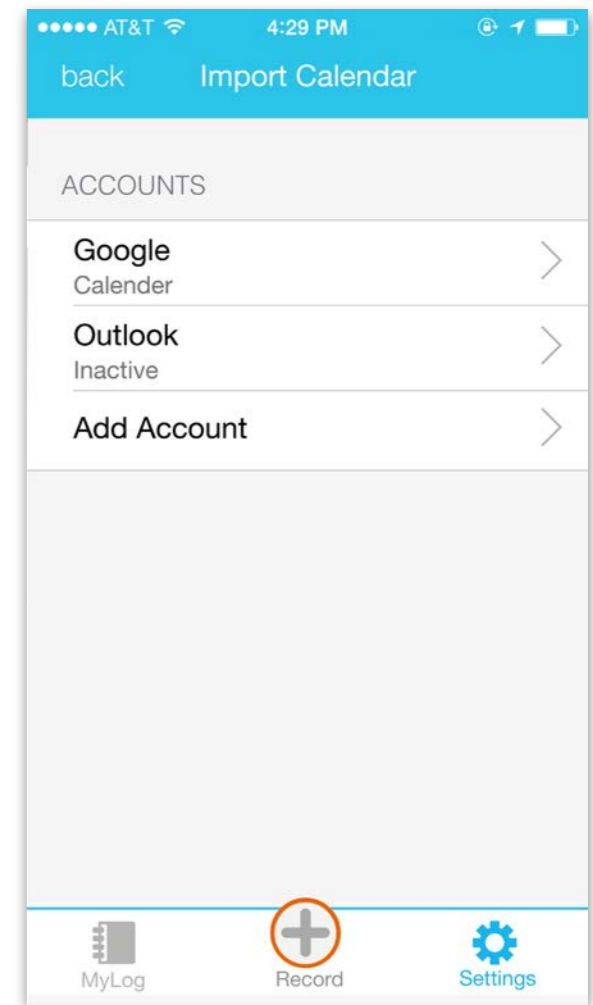 AT&T 4:29 PM
back Import Calendar
ACCOUNTS
Google
Calender
Outlook
Inactive
Add Account
MyLog Record Settings